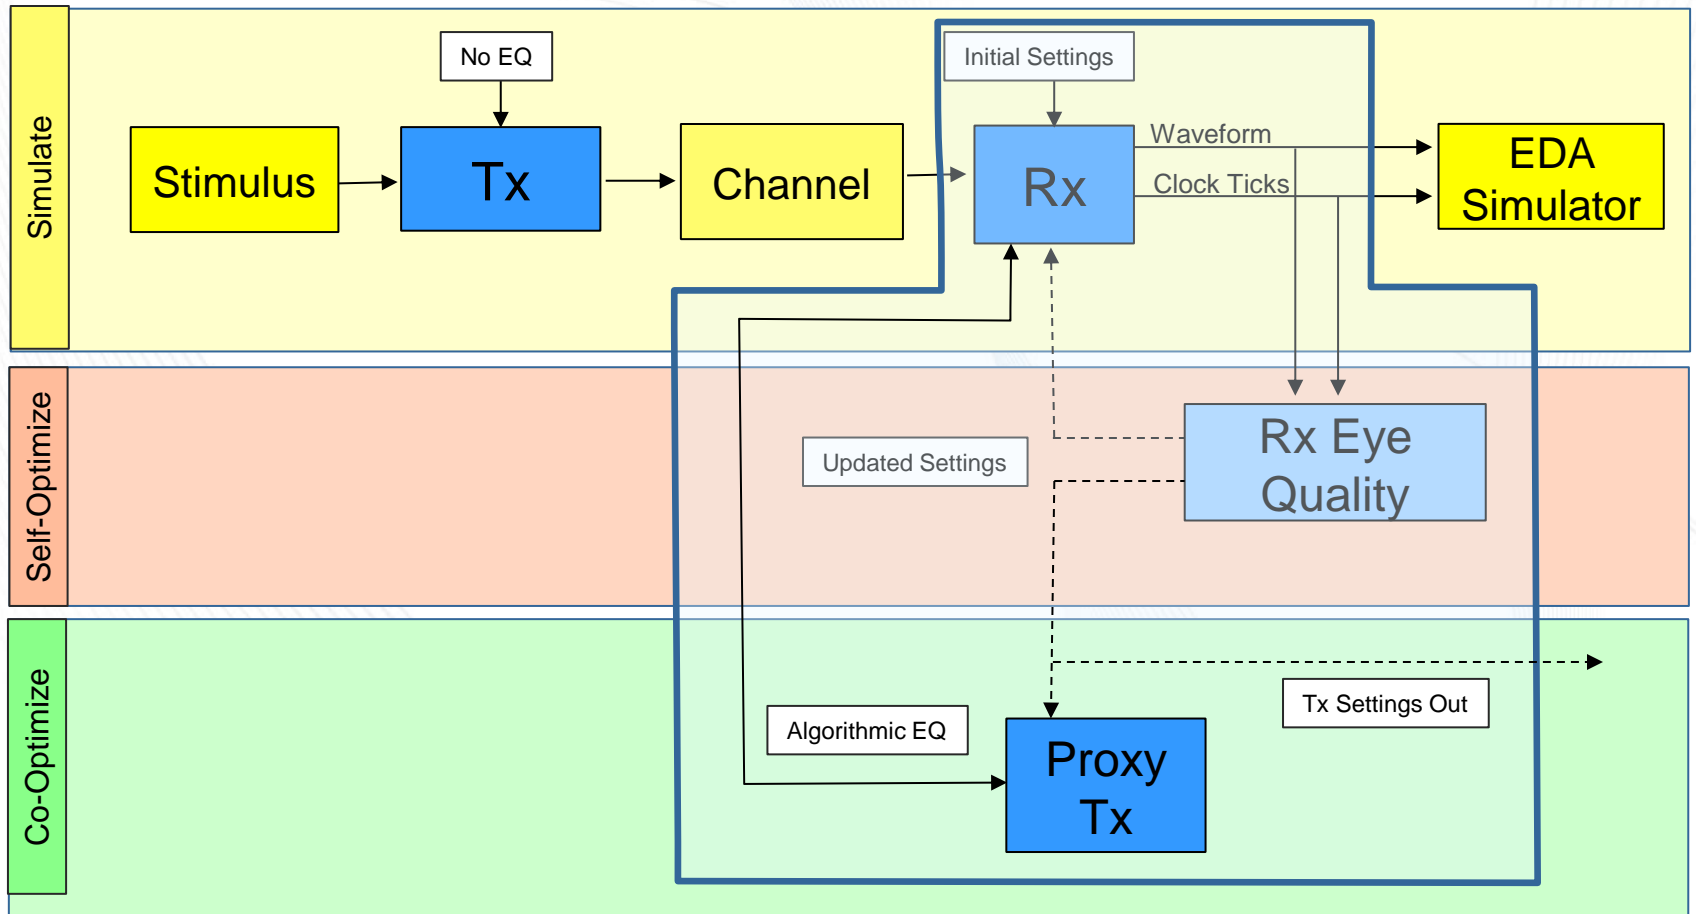 Simulate
No EQ
Initial Settings
Stimulus
Tx
Channel
Rx
Waveform
Clock Ticks
EDA
Simulator
Self-Optimize
Updated Settings
Rx Eye
Quality
Co-Optimize
Algorithmic EQ
Proxy
Tx
Tx Settings Out